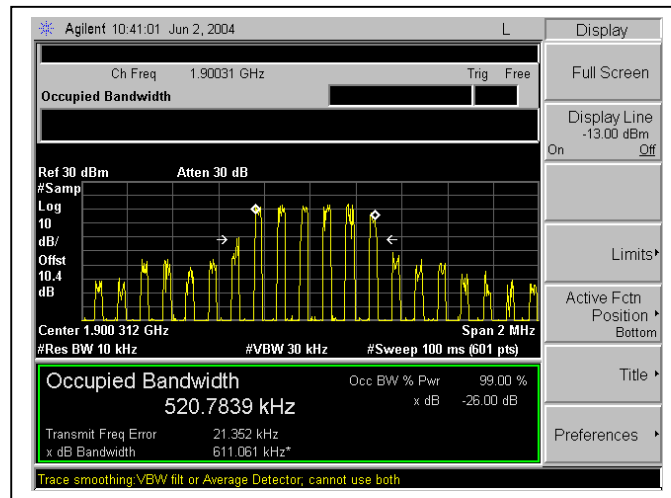 Agilent 10:41:01 Jun 2, 2004 L
Display
Ch Freq 1.90031 GHz Trig Free
Occupied Bandwidth
Full Screen
Display Line
-13.00 dBm
On Off
Ref 30 dBm Atten 30 dB
#Samp
Log
10
dB/
Offst
10.4
dB
Limits
Active Fctn
Position
Bottom
Center 1.900 312 GHz Span 2 MHz
#Res BW 10 kHz #VBW 30 kHz #Sweep 100 ms (601 pts)
Occupied Bandwidth Occ BW % Pwr 99.00 %
520.7839 kHz x dB -26.00 dB
Title
Transmit Freq Error 21.352 kHz
x dB Bandwidth 611.061 kHz*
Preferences
Trace smoothing:VBW filt or Average Detector; cannot use both